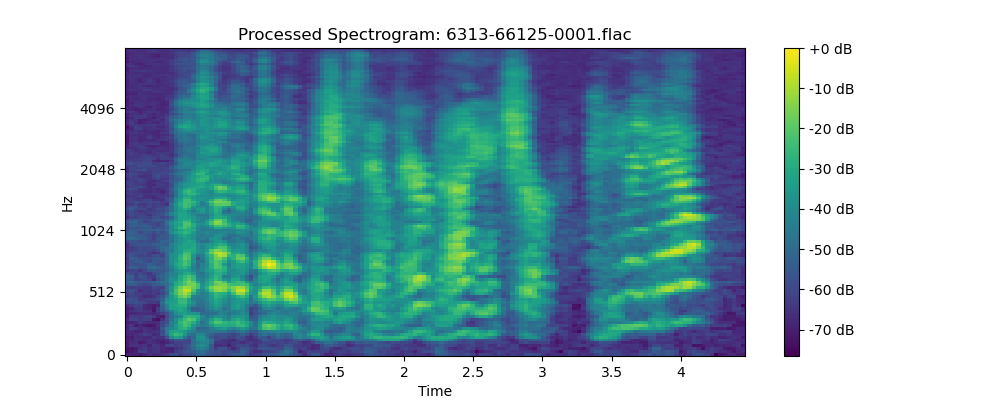 Processed Spectrogram: 6313-66125-0001.flac
Hz
4096
2048
1024
512
0
0 0.5 1 1.5 2 2.5 3 3.5 4
Time
+0 dB
-10 dB
-20 dB
-30 dB
-40 dB
-50 dB
-60 dB
-70 dB